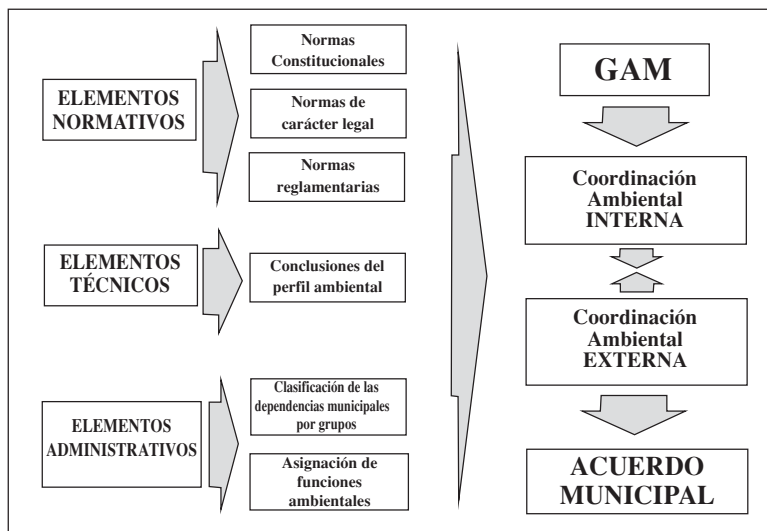 ELEMENTOS
NORMATIVOS
Normas
Constitucionales
Normas de
carácter legal
Normas
reglamentarias
ELEMENTOS
TÉCNICOS
Conclusiones del
perfil ambiental
ELEMENTOS
ADMINISTRATIVOS
Clasificación de las
dependencias municipales
por grupos
Asignación de
funciones
ambientales
GAM
Coordinación
Ambiental
INTERNA
Coordinación
Ambiental
EXTERNA
ACUERDO
MUNICIPAL